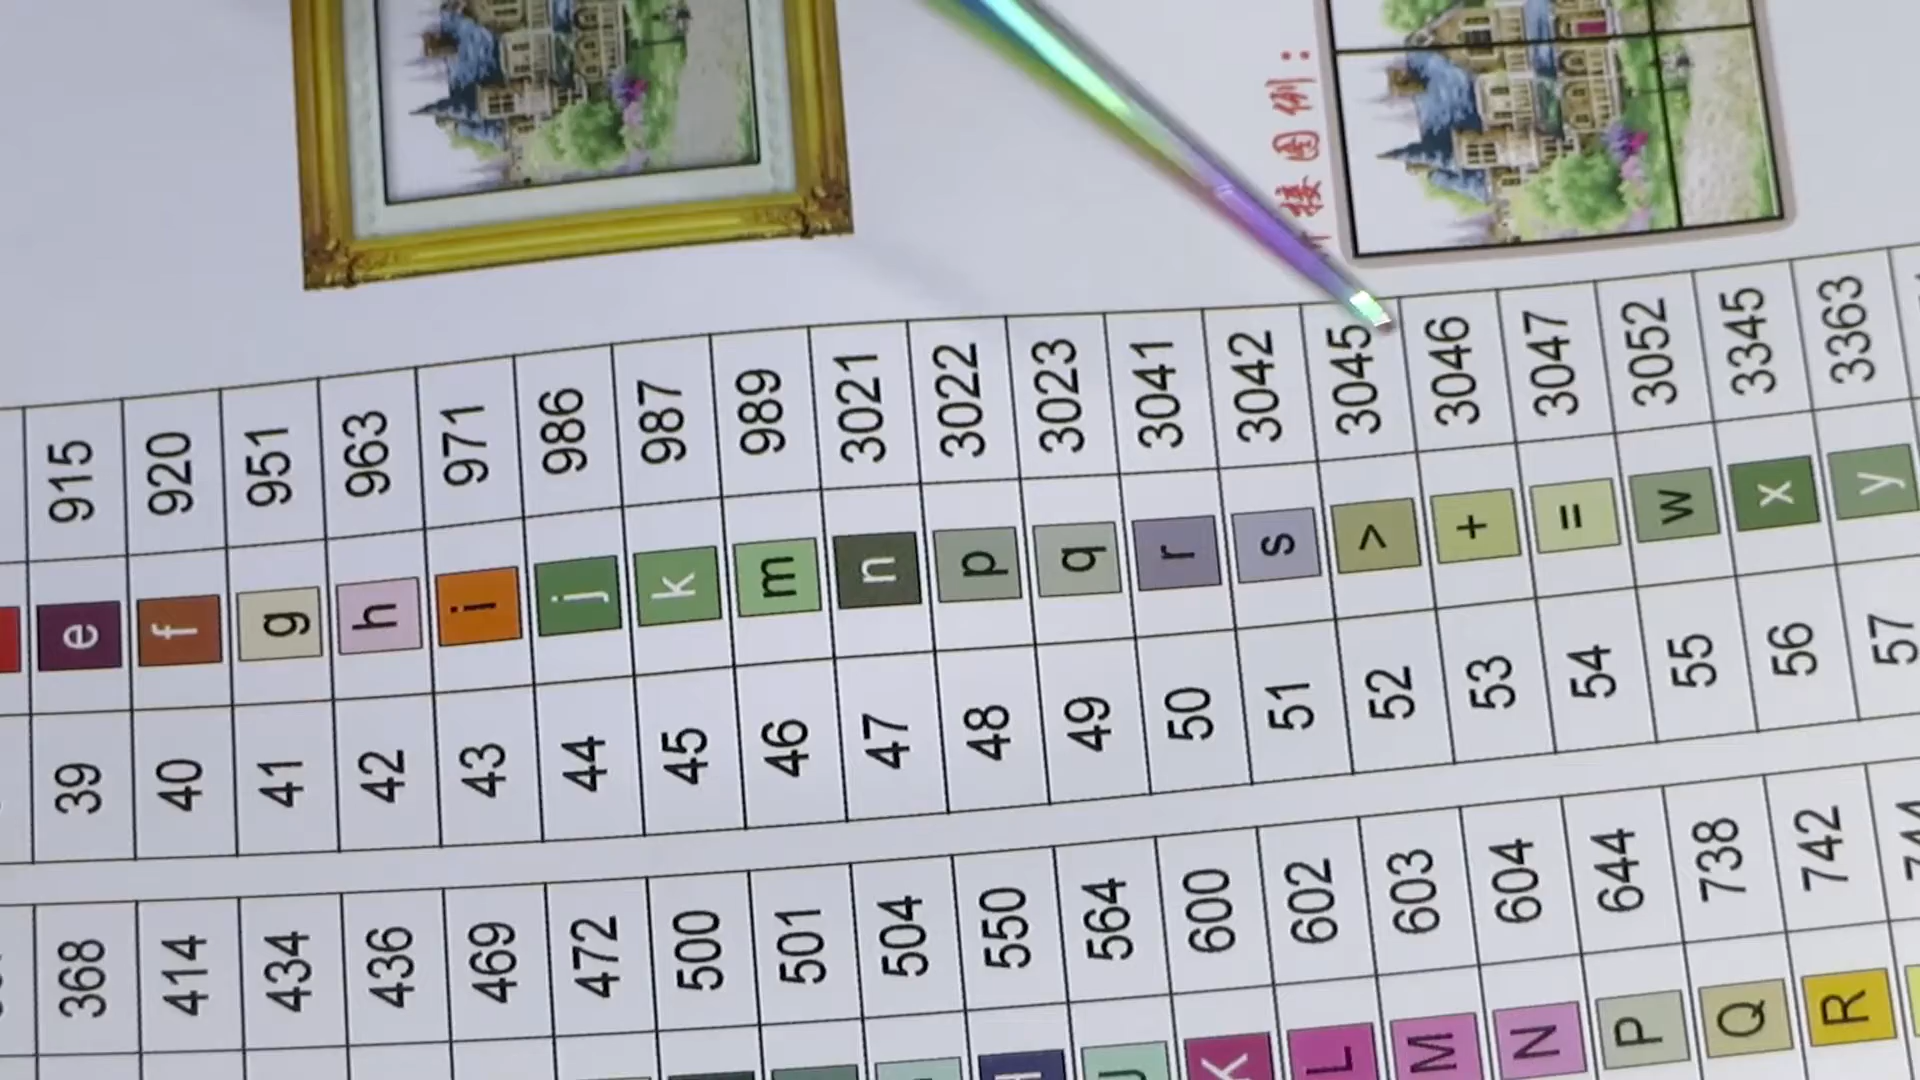 368 39 e 915
414 40 f 920
434 41 g 951
436 42 h 963
469 43 i 971
472 44 j 986
500 45 k 987
501 46 m 989
504 47 n 3021
550 48 p 3022
564 49 q 3023
K 600 50 r 3041
L 602 51 s 3042
M 603 52 > 3045
N 604 53 + 3046
P 644 54 = 3047
Q 738 55 w 3052
R 742 56 x 3345
57 y 3363
接图例：